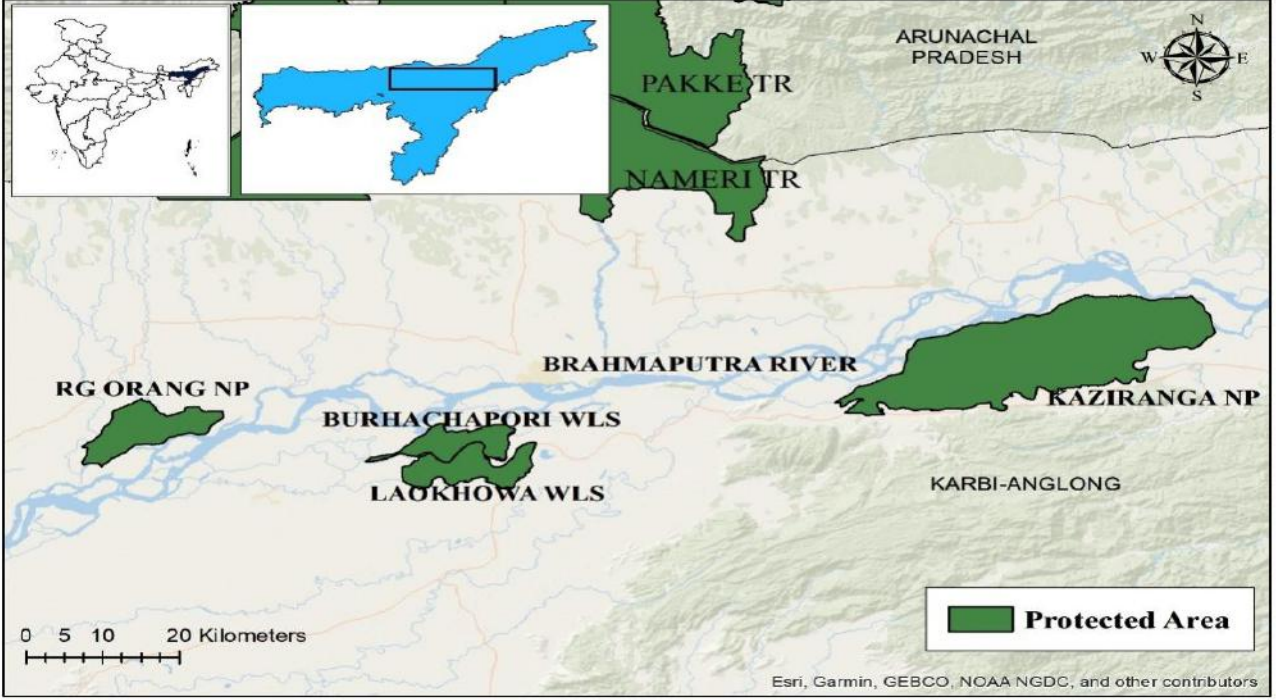 ARUNACHAL
PRADESH
N
W E
S
PAKKE TR
NAMERI TR
BRAHMAPUTRA RIVER
RG ORANG NP
BURHACHAPORI WLS
KAZIRANGA NP
LAOKHOWA WLS
KARBI-ANGLONG
0 5 10 20 Kilometers
Protected Area
Esri, Garmin, GEBCO, NOAA NGDC, and other contributors